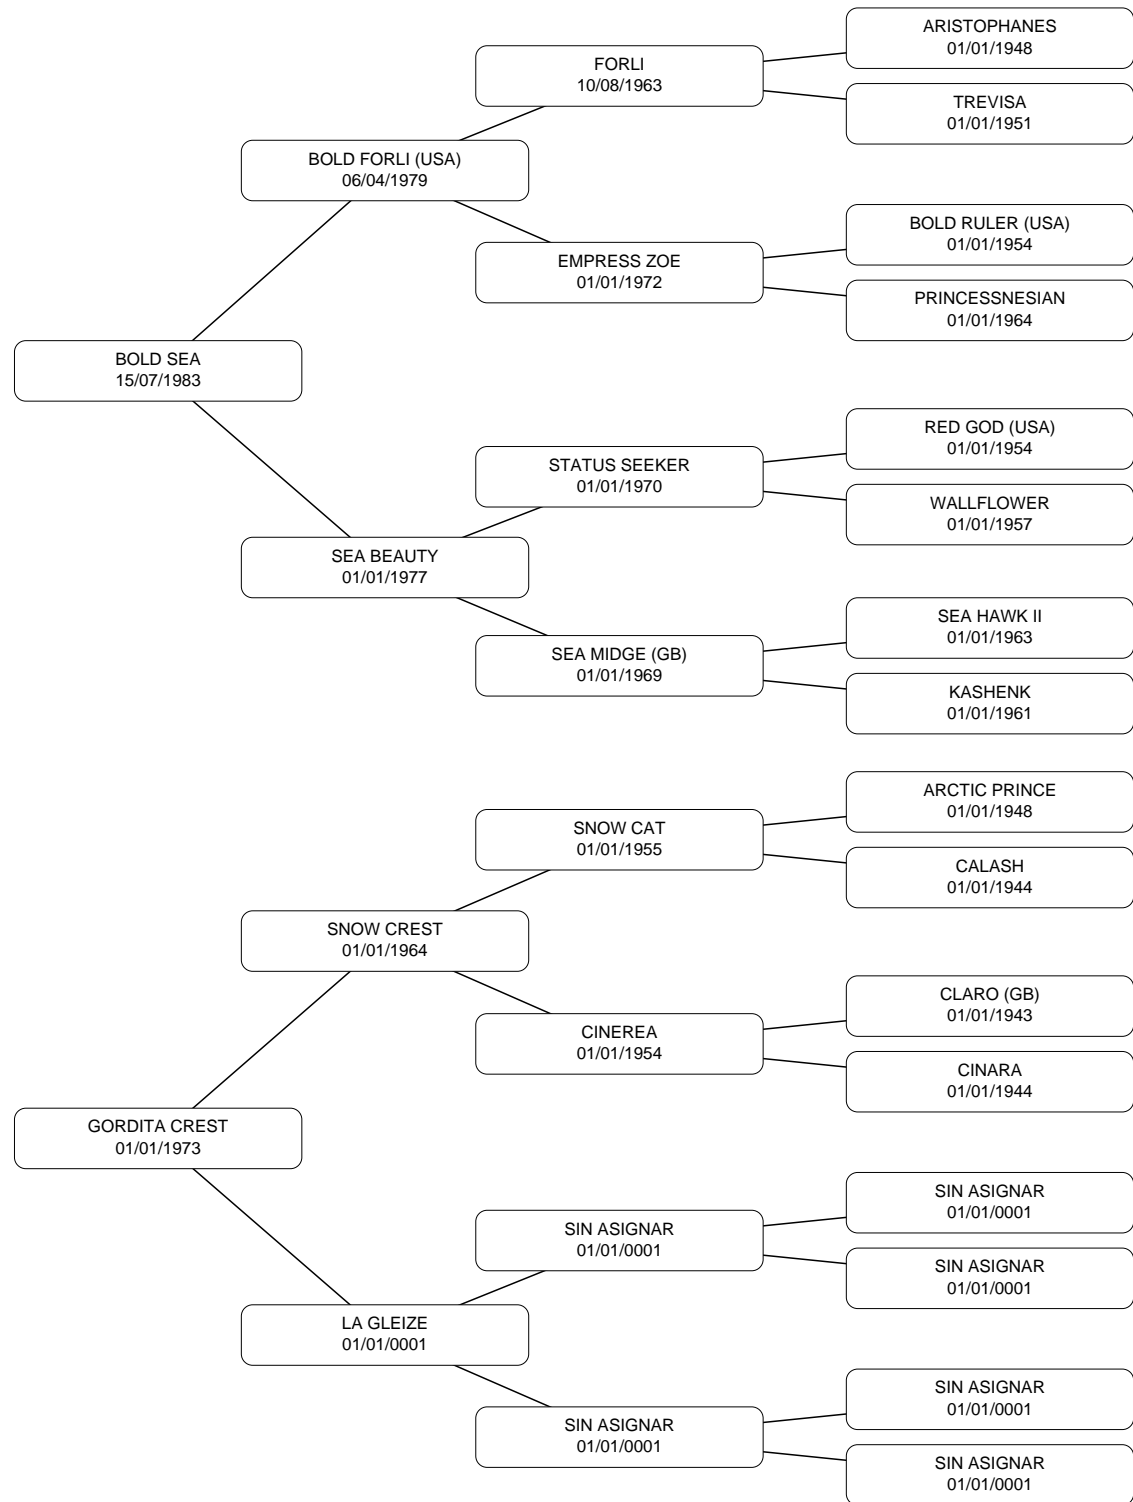 ARISTOPHANES
01/01/1948
FORLI
10/08/1963
TREVISA
01/01/1951
BOLD FORLI (USA)
06/04/1979
BOLD RULER (USA)
01/01/1954
EMPRESS ZOE
01/01/1972
PRINCESSNESIAN
01/01/1964
BOLD SEA
15/07/1983
RED GOD (USA)
01/01/1954
STATUS SEEKER
01/01/1970
WALLFLOWER
01/01/1957
SEA BEAUTY
01/01/1977
SEA HAWK II
01/01/1963
SEA MIDGE (GB)
01/01/1969
KASHENK
01/01/1961
ARCTIC PRINCE
01/01/1948
SNOW CAT
01/01/1955
CALASH
01/01/1944
SNOW CREST
01/01/1964
CLARO (GB)
01/01/1943
CINEREA
01/01/1954
CINARA
01/01/1944
GORDITA CREST
01/01/1973
SIN ASIGNAR
01/01/0001
SIN ASIGNAR
01/01/0001
SIN ASIGNAR
01/01/0001
LA GLEIZE
01/01/0001
SIN ASIGNAR
01/01/0001
SIN ASIGNAR
01/01/0001
SIN ASIGNAR
01/01/0001